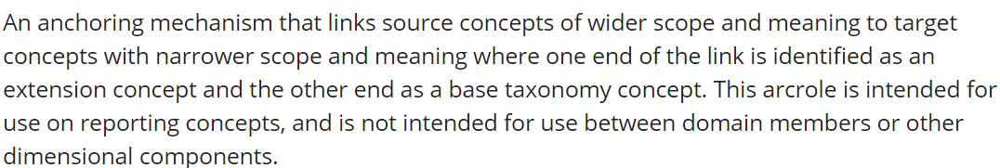 An anchoring mechanism that links source concepts of wider scope and meaning to target
concepts with narrower scope and meaning where one end of the link is identified as an
extension concept and the other end as a base taxonomy concept. This arcrole is intended for
use on reporting concepts, and is not intended for use between domain members or other
dimensional components.